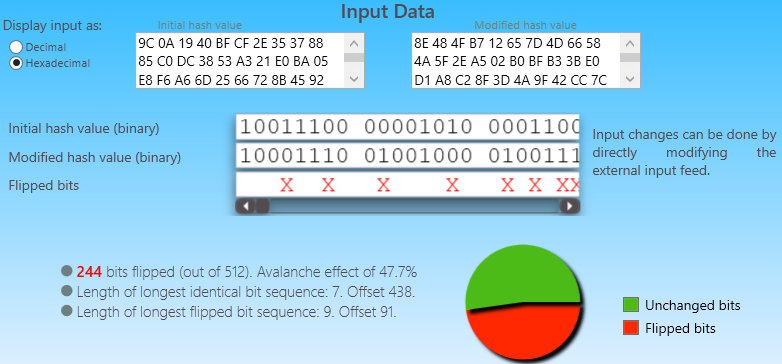 Input Data
Display input as:
Decimal
Hexadecimal
Initial hash value
9C 0A 19 40 BF CF 2E 35 37 88
85 C0 DC 38 53 A3 21 E0 BA 05
E8 F6 A6 6D 25 66 72 8B 45 92
Modified hash value
8E 48 4F B7 12 65 7D 4D 66 58
4A 5F 2E A5 02 B0 BF B3 3B E0
D1 A8 C2 8F 3D 4A 9F 42 CC 7C
Initial hash value (binary)
10011100 00001010 0001100
Modified hash value (binary)
10001110 01001000 0100111
Flipped bits
X X X X X X XX
Input changes can be done by
directly modifying the
external input feed.
244 bits flipped (out of 512). Avalanche effect of 47.7%
Length of longest identical bit sequence: 7. Offset 438.
Length of longest flipped bit sequence: 9. Offset 91.
Unchanged bits
Flipped bits